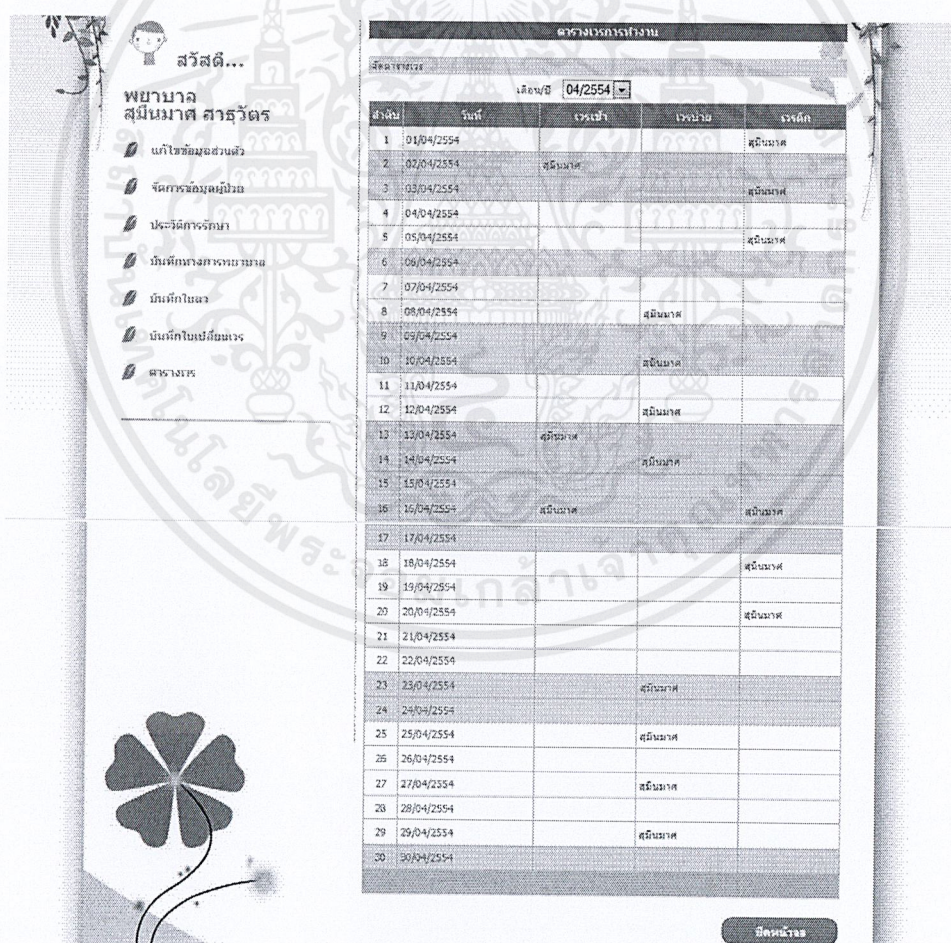 สวัสดี...
พยาบาล
สุมินมาศ สาธุวัตร
แก้ไขข้อมูลส่วนตัว
จัดการข้อมูลผู้ป่วย
ประวัติการรักษา
บันทึกทางการพยาบาล
บันทึกใบลา
บันทึกใบเปลี่ยนเวร
ตารางเวร
ตารางเวรการทำงาน
จัดตารางเวร
เดือน/ปี 04/2554
ลำดับ วันที่ เวรเช้า เวรบ่าย เวรดึก
1 01/04/2554 สุมินมาศ
2 02/04/2554 สุมินมาศ
3 03/04/2554 สุมินมาศ
4 04/04/2554
5 05/04/2554 สุมินมาศ
6 06/04/2554
7 07/04/2554
8 08/04/2554 สุมินมาศ
9 09/04/2554
10 10/04/2554 สุมินมาศ
11 11/04/2554
12 12/04/2554 สุมินมาศ
13 13/04/2554 สุมินมาศ
14 14/04/2554 สุมินมาศ
15 15/04/2554
16 16/04/2554 สุมินมาศ สุมินมาศ
17 17/04/2554
18 18/04/2554 สุมินมาศ
19 19/04/2554
20 20/04/2554 สุมินมาศ
21 21/04/2554
22 22/04/2554
23 23/04/2554 สุมินมาศ
24 24/04/2554
25 25/04/2554 สุมินมาศ
26 26/04/2554
27 27/04/2554 สุมินมาศ
28 28/04/2554
29 29/04/2554 สุมินมาศ
30 30/04/2554
ปิดหน้าจอ